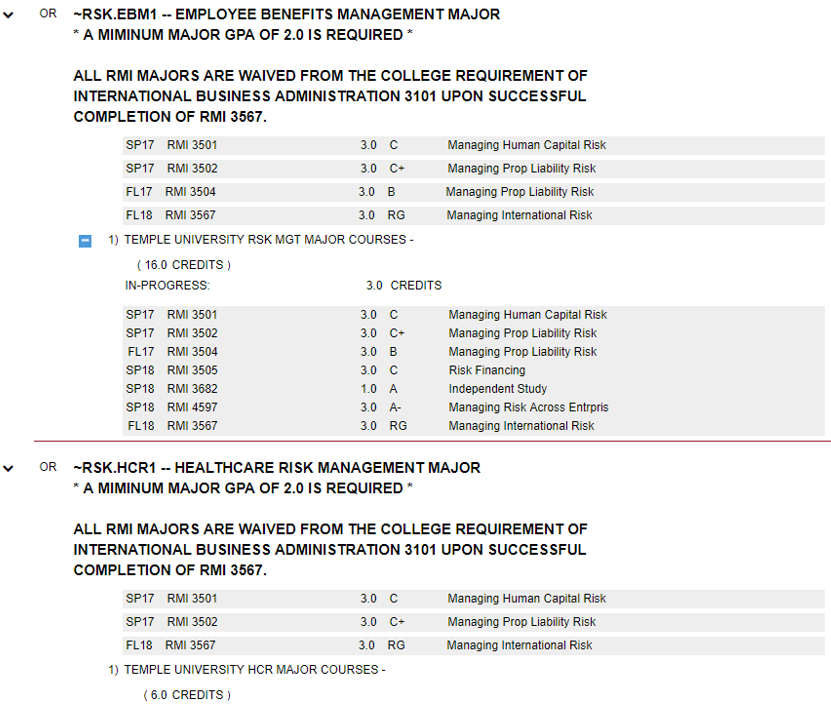 OR ~RSK.EBM1 -- EMPLOYEE BENEFITS MANAGEMENT MAJOR
* A MIMINUM MAJOR GPA OF 2.0 IS REQUIRED *
ALL RMI MAJORS ARE WAIVED FROM THE COLLEGE REQUIREMENT OF
INTERNATIONAL BUSINESS ADMINISTRATION 3101 UPON SUCCESSFUL
COMPLETION OF RMI 3567.
SP17 RMI 3501 3.0 C Managing Human Capital Risk
SP17 RMI 3502 3.0 C+ Managing Prop Liability Risk
FL17 RMI 3504 3.0 B Managing Prop Liability Risk
FL18 RMI 3567 3.0 RG Managing International Risk
1) TEMPLE UNIVERSITY RSK MGT MAJOR COURSES -
( 16.0 CREDITS )
IN-PROGRESS: 3.0 CREDITS
SP17 RMI 3501 3.0 C Managing Human Capital Risk
SP17 RMI 3502 3.0 C+ Managing Prop Liability Risk
FL17 RMI 3504 3.0 B Managing Prop Liability Risk
SP18 RMI 3505 3.0 C Risk Financing
SP18 RMI 3682 1.0 A Independent Study
SP18 RMI 4597 3.0 A- Managing Risk Across Entrpris
FL18 RMI 3567 3.0 RG Managing International Risk
OR ~RSK.HCR1 -- HEALTHCARE RISK MANAGEMENT MAJOR
* A MIMINUM MAJOR GPA OF 2.0 IS REQUIRED *
ALL RMI MAJORS ARE WAIVED FROM THE COLLEGE REQUIREMENT OF
INTERNATIONAL BUSINESS ADMINISTRATION 3101 UPON SUCCESSFUL
COMPLETION OF RMI 3567.
SP17 RMI 3501 3.0 C Managing Human Capital Risk
SP17 RMI 3502 3.0 C+ Managing Prop Liability Risk
FL18 RMI 3567 3.0 RG Managing International Risk
1) TEMPLE UNIVERSITY HCR MAJOR COURSES -
( 6.0 CREDITS )